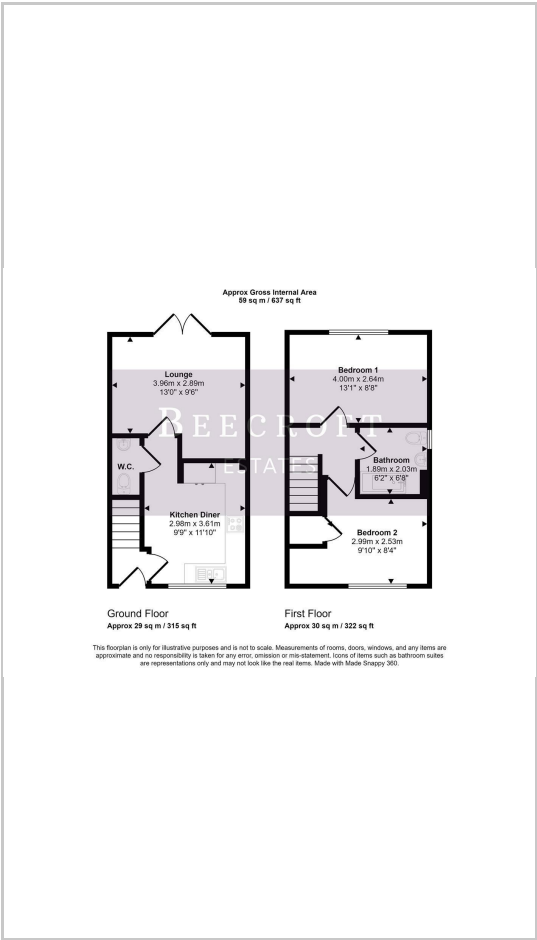 Approx Gross Internal Area
59 sq m / 637 sq ft
Lounge
3.96m x 2.89m
13'0" x 9'6"
W.C.
Kitchen Diner
2.98m x 3.61m
9'9" x 11'10"
Bedroom 1
4.00m x 2.64m
13'1" x 8'8"
BEECROFT
ESTATES
Bathroom
1.89m x 2.03m
6'2" x 6'8"
Bedroom 2
2.99m x 2.53m
9'10" x 8'4"
Ground Floor
Approx 29 sq m / 315 sq ft
First Floor
Approx 30 sq m / 322 sq ft
This floorplan is only for illustrative purposes and is not to scale. Measurements of rooms, doors, windows, and any items are
approximate and no responsibility is taken for any error, omission or mis-statement. Icons of items such as bathroom suites
are representations only and may not look like the real items. Made with Made Snappy 360.